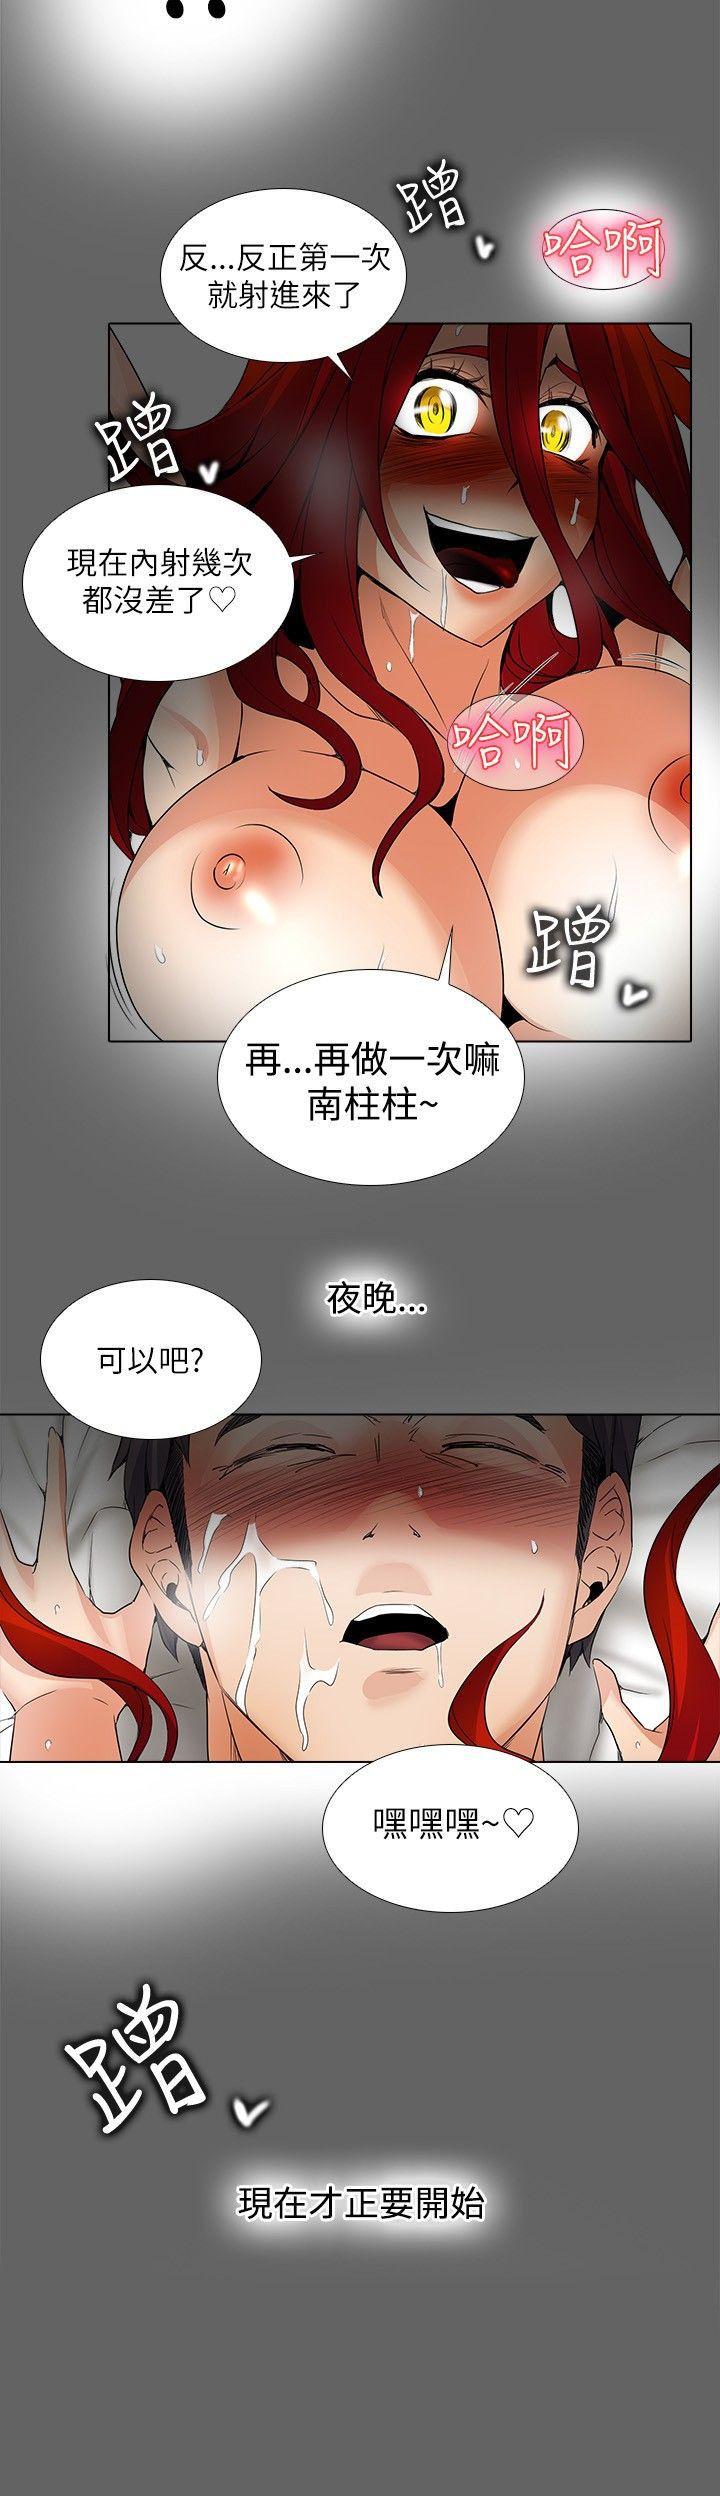 蹭
哈啊
反…反正第一次
就射進來了
蹭
現在內射幾次
都沒差了♡
哈啊
蹭
再…再做一次嘛
南柱柱~
夜晚…
可以吧?
嘿嘿嘿~♡
蹭
現在才正要開始